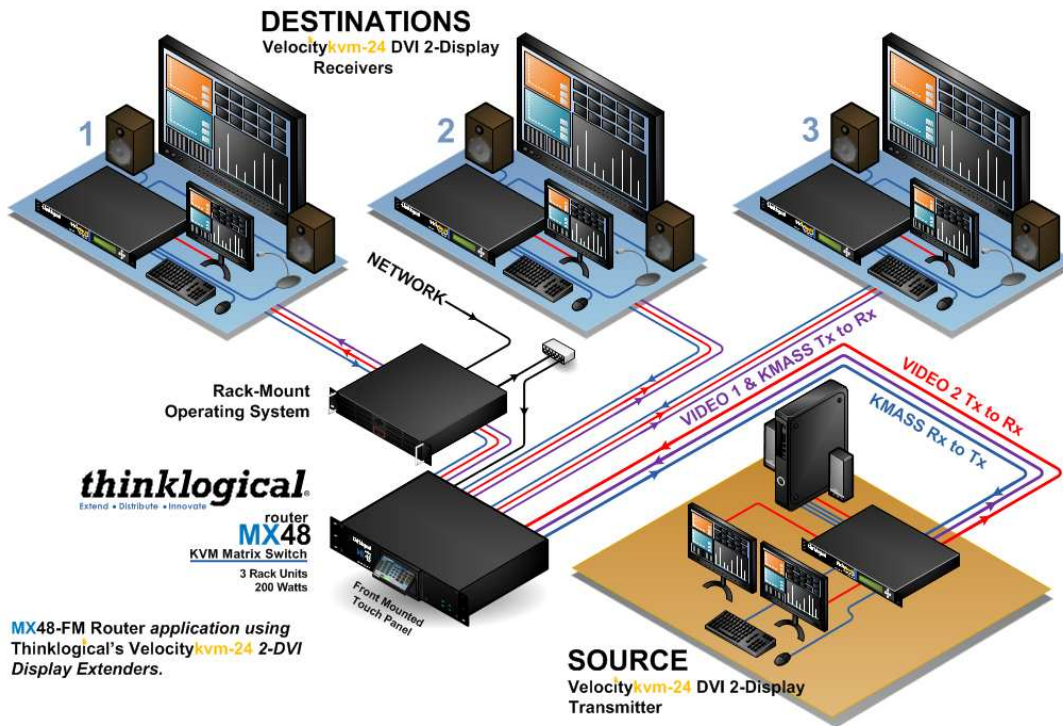 DESTINATIONS
Velocitykvm-24 DVI 2-Display
Receivers
1
2
3
NETWORK
Rack-Mount
Operating System
VIDEO 1 & KMASS Tx to Rx
VIDEO 2 Tx to Rx
KMASS Rx to Tx
thinklogical®
Extend • Distribute • Innovate
router
MX48
KVM Matrix Switch
3 Rack Units
200 Watts
Front Mounted
Touch Panel
MX48-FM Router application using
Thinklogical's Velocitykvm-24 2-DVI
Display Extenders.
SOURCE
Velocitykvm-24 DVI 2-Display
Transmitter